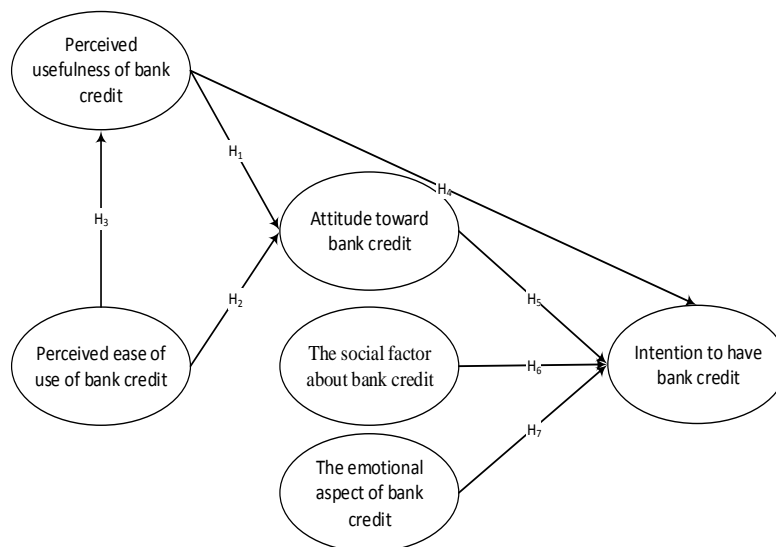 Perceived
usefulness of bank
credit
H1
H4
H3
Attitude toward
bank credit
H2
H5
Perceived ease of
use of bank credit
The social factor
about bank credit
H6
Intention to have
bank credit
H7
The emotional
aspect of bank
credit